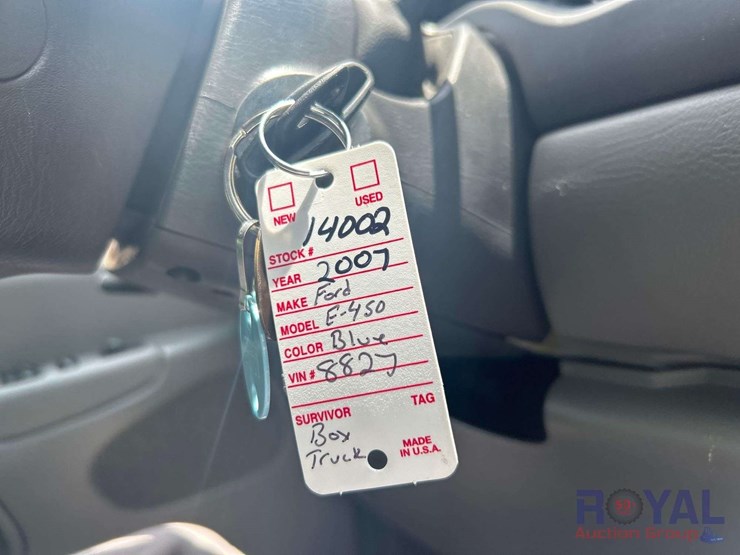 NEW USED
STOCK # 14002
YEAR 2007
MAKE Ford
MODEL E-450
COLOR Blue
VIN # 8827
SURVIVOR TAG
Box
Truck
MADE
IN U.S.A.
ROYAL
Auction Group